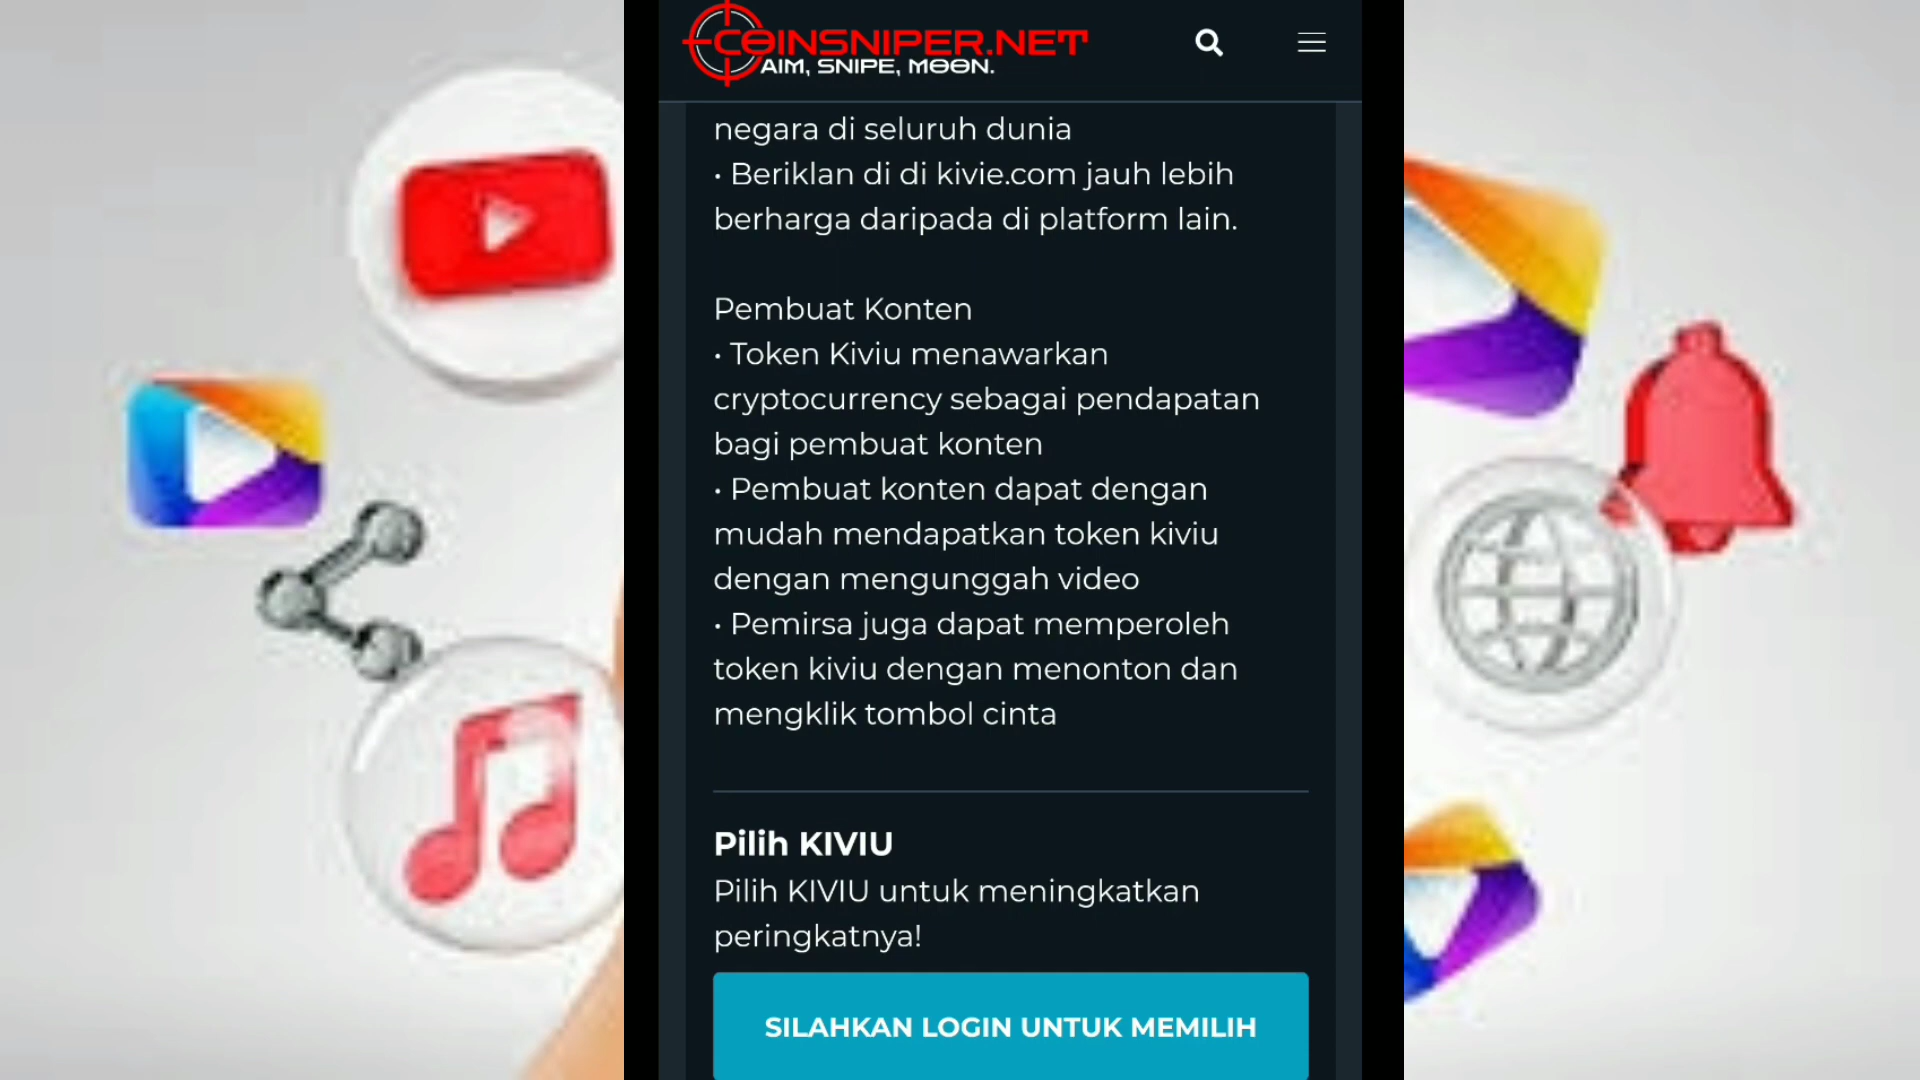 COINSNIPER.NET
AIM, SNIPE, MOON.
negara di seluruh dunia
• Beriklan di di kivie.com jauh lebih
berharga daripada di platform lain.
Pembuat Konten
• Token Kiviu menawarkan
cryptocurrency sebagai pendapatan
bagi pembuat konten
• Pembuat konten dapat dengan
mudah mendapatkan token kiviu
dengan mengunggah video
• Pemirsa juga dapat memperoleh
token kiviu dengan menonton dan
mengklik tombol cinta
Pilih KIVIU
Pilih KIVIU untuk meningkatkan
peringkatnya!
SILAHKAN LOGIN UNTUK MEMILIH